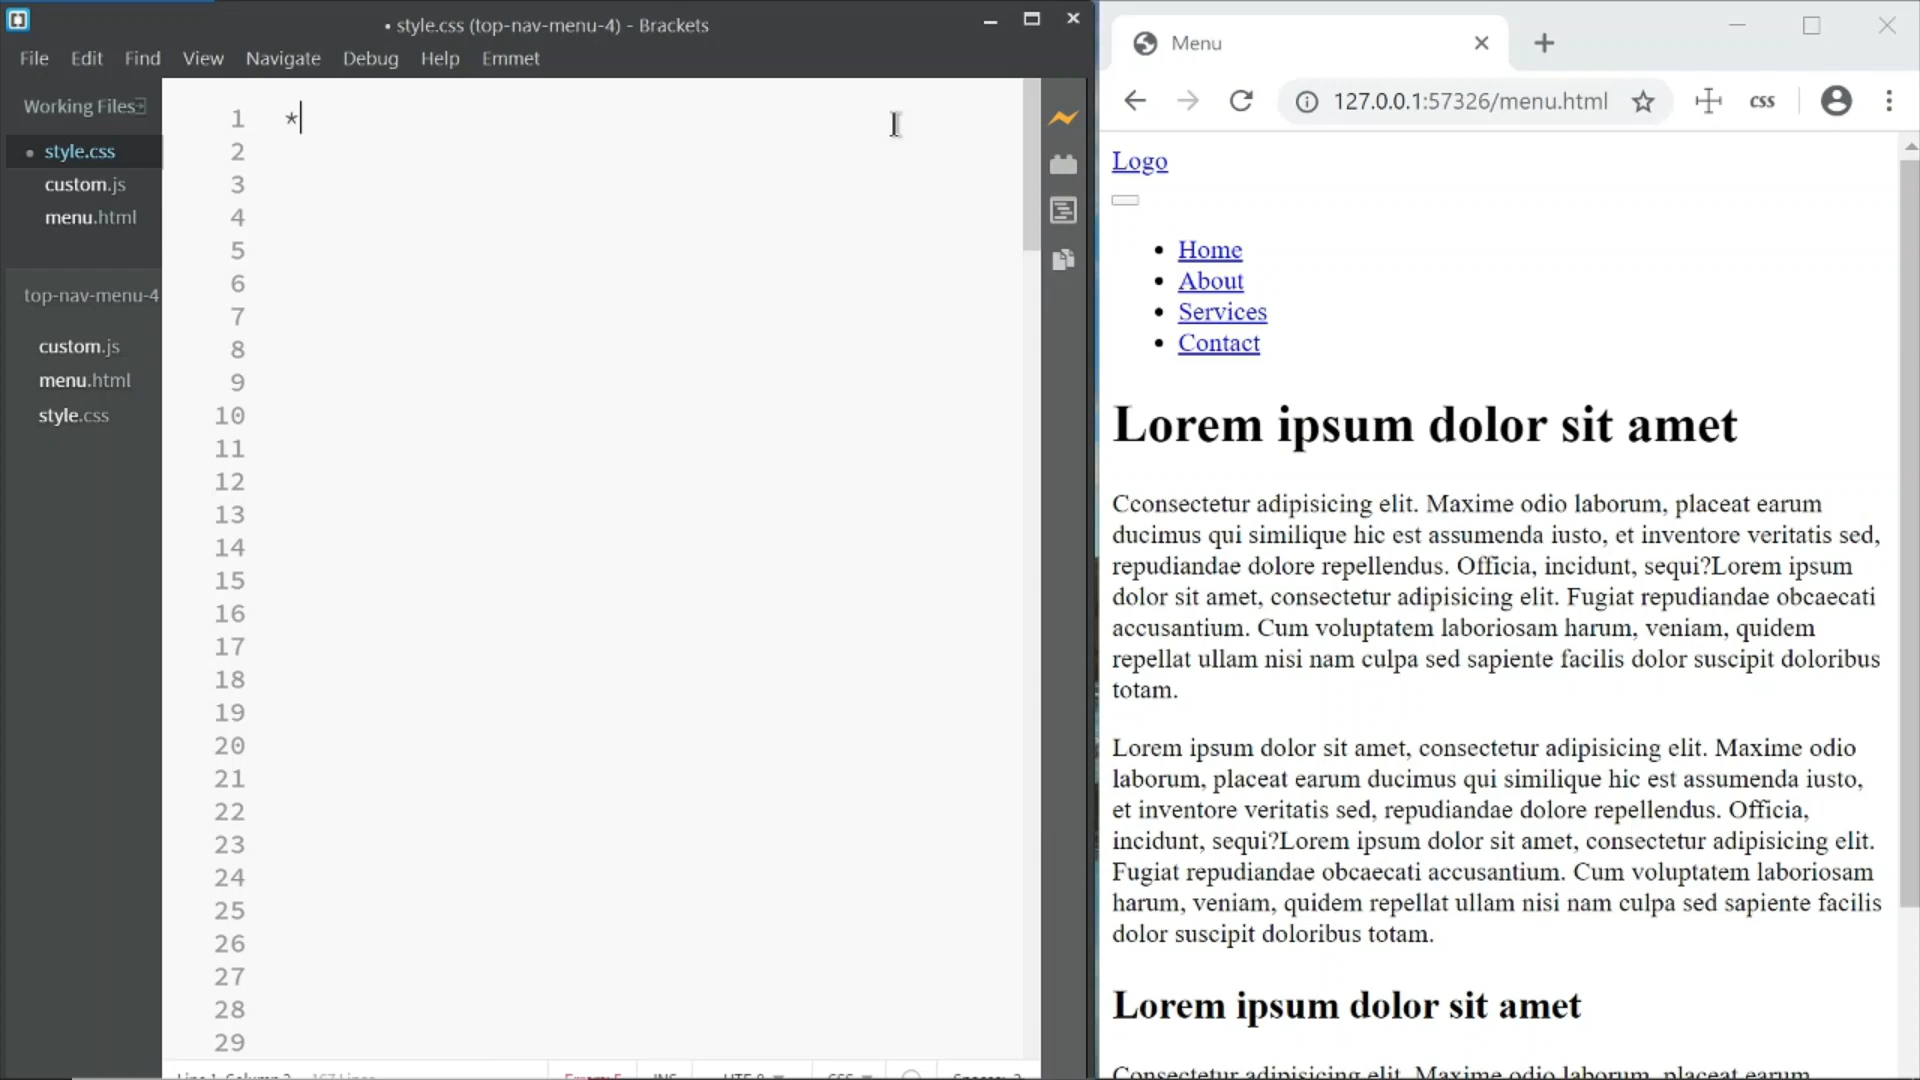 • style.css (top-nav-menu-4) - Brackets
File Edit Find View Navigate Debug Help Emmet
Working Files
• style.css
custom.js
menu.html
top-nav-menu-4
custom.js
menu.html
style.css
1 *
2
3
4
5
6
7
8
9
10
11
12
13
14
15
16
17
18
19
20
21
22
23
24
25
26
27
28
29
Menu
127.0.0.1:57326/menu.html
css
Logo
• Home
• About
• Services
• Contact
Lorem ipsum dolor sit amet
Cconsectetur adipisicing elit. Maxime odio laborum, placeat earum
ducimus qui similique hic est assumenda iusto, et inventore veritatis sed,
repudiandae dolore repellendus. Officia, incidunt, sequi?Lorem ipsum
dolor sit amet, consectetur adipisicing elit. Fugiat repudiandae obcaecati
accusantium. Cum voluptatem laboriosam harum, veniam, quidem
repellat ullam nisi nam culpa sed sapiente facilis dolor suscipit doloribus
totam.
Lorem ipsum dolor sit amet, consectetur adipisicing elit. Maxime odio
laborum, placeat earum ducimus qui similique hic est assumenda iusto,
et inventore veritatis sed, repudiandae dolore repellendus. Officia,
incidunt, sequi?Lorem ipsum dolor sit amet, consectetur adipisicing elit.
Fugiat repudiandae obcaecati accusantium. Cum voluptatem laboriosam
harum, veniam, quidem repellat ullam nisi nam culpa sed sapiente facilis
dolor suscipit doloribus totam.
Lorem ipsum dolor sit amet
Cconsectetur adipisicing elit. Maxime odio laborum, placeat earum